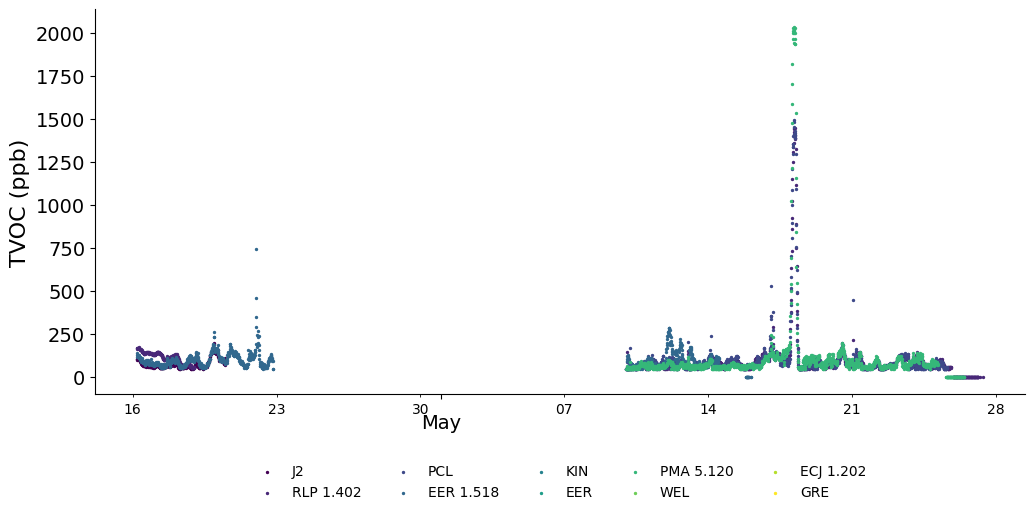 TVOC (ppb)
2000
1750
1500
1250
1000
750
500
250
0
16 23 30 07 14 21 28
May
J2 PCL KIN PMA 5.120 ECJ 1.202
RLP 1.402 EER 1.518 EER WEL GRE